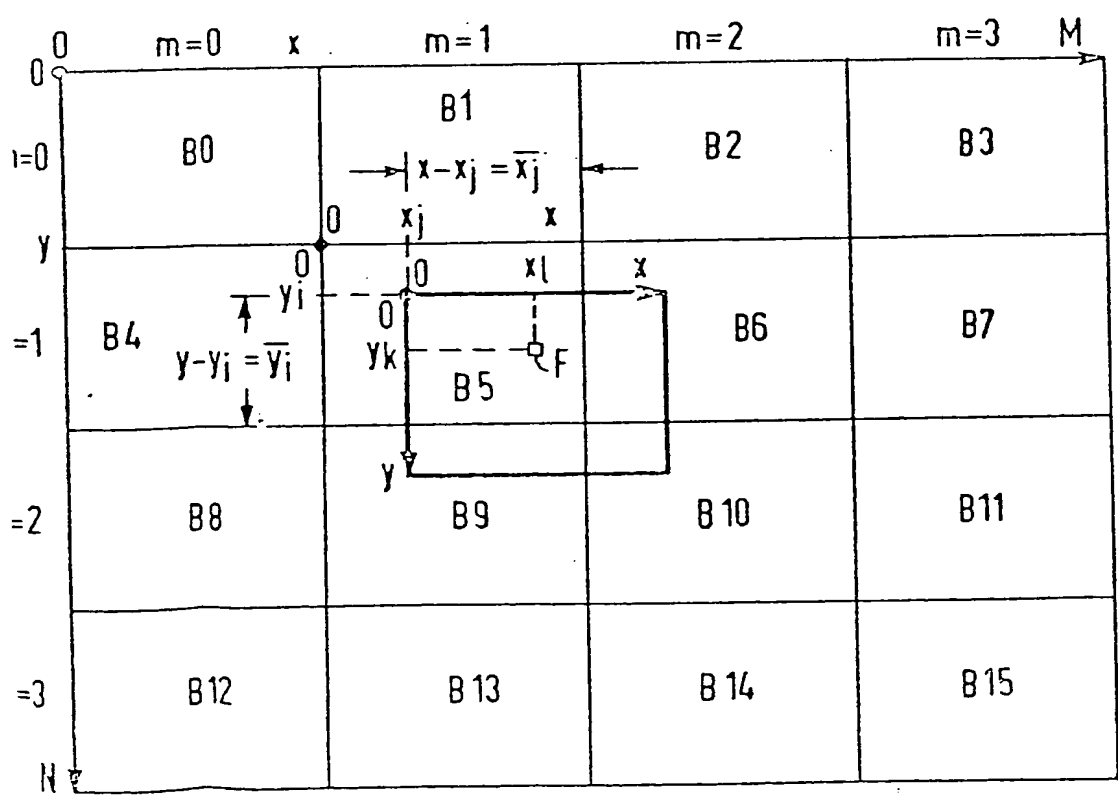 0 m=0 x m=1 m=2 m=3 M
0
B1
ı=0 B0 B2 B3
x-xj = x̅j̅
xj x
y 0
0 0 xl x
yi 0
=1 B4 yk B6 B7
y-yi = y̅i̅ F
B5
y
=2 B8 B9 B10 B11
=3 B12 B13 B14 B15
N